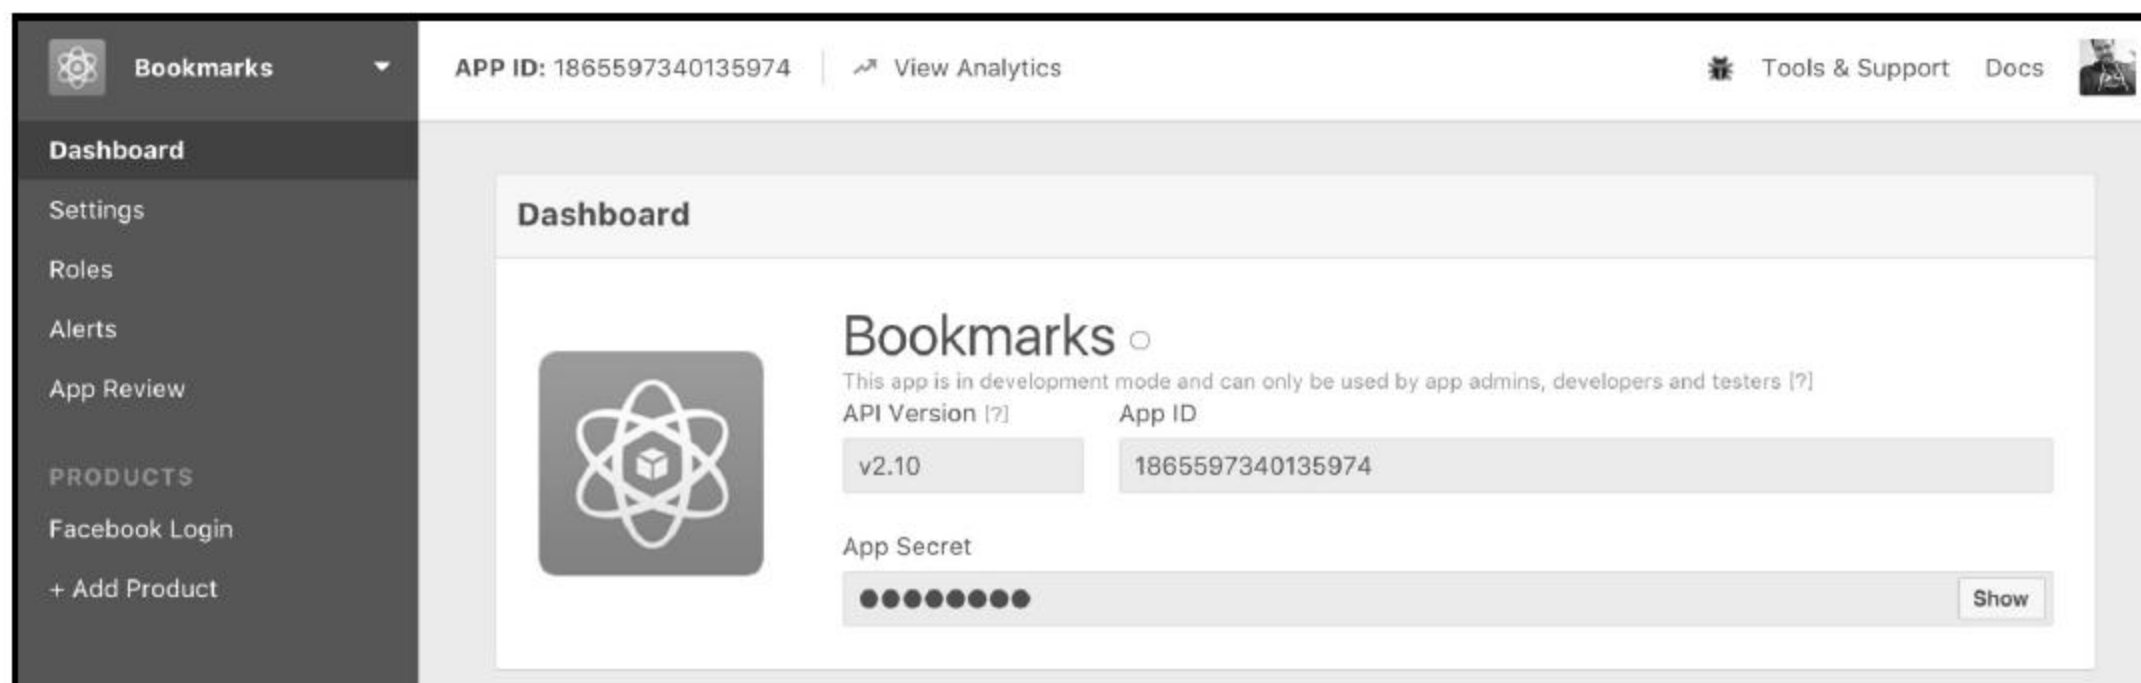 Bookmarks
APP ID: 1865597340135974
View Analytics
Tools & Support
Docs
Dashboard
Settings
Roles
Alerts
App Review
PRODUCTS
Facebook Login
+ Add Product
Dashboard
Bookmarks
This app is in development mode and can only be used by app admins, developers and testers [?]
API Version [?]
App ID
v2.10
1865597340135974
App Secret
●●●●●●●●
Show